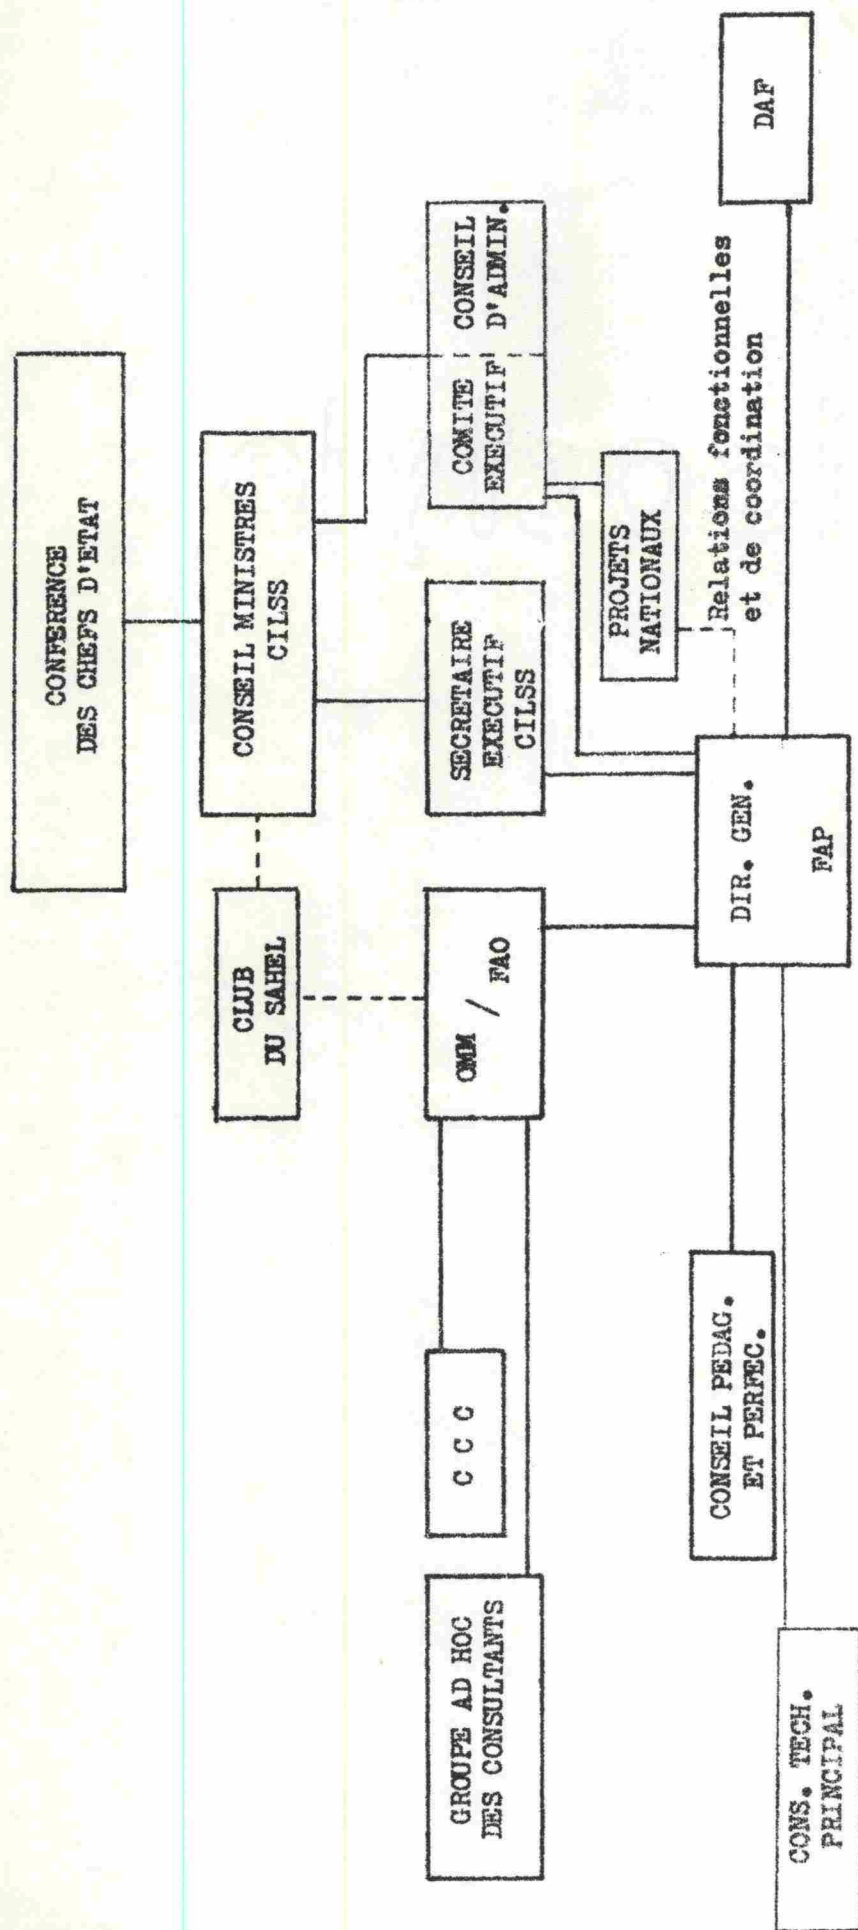 CONFERENCE
DES CHEFS D'ETAT
CLUB
DU SAHEL
CONSEIL MINISTRES
CILSS
GROUPE AD HOC
DES CONSULTANTS
C C C
OMM / FAO
SECRETAIRE
EXECUTIF
CILSS
COMITE
EXECUTIF
CONSEIL
D'ADMIN.
PROJETS
NATIONAUX
Relations fonctionnelles
et de coordination
CONS. TECH.
PRINCIPAL
CONSEIL PEDAG.
ET PERFEC.
DIR. GEN.
FAP
DAF